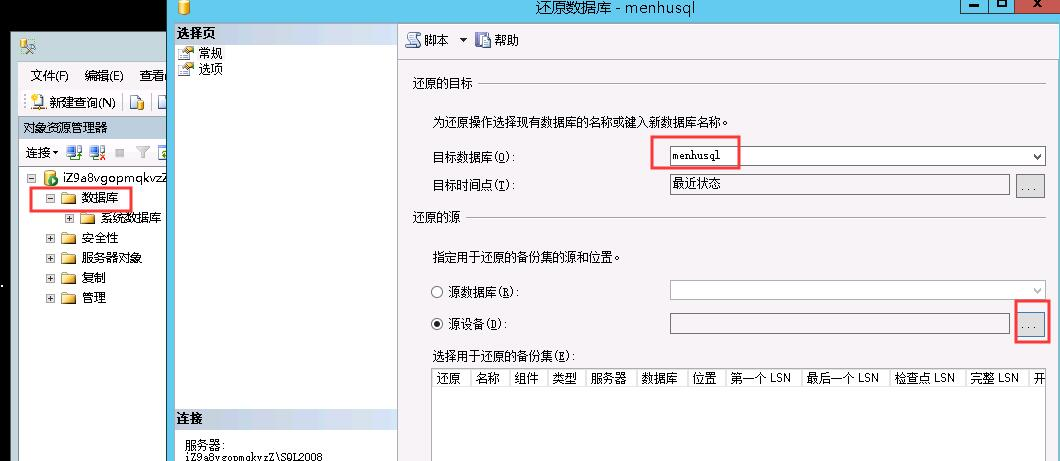 还原数据库 - menhusql
文件(F) 编辑(E) 查看
新建查询(N)
对象资源管理器
连接
iZ9a8vgopmqkvzZ
数据库
系统数据库
安全性
服务器对象
复制
管理
选择页
常规
选项
连接
服务器:
iZ9a8vgopmqkvzZ\SQL2008
脚本 帮助
还原的目标
为还原操作选择现有数据库的名称或键入新数据库名称。
目标数据库(O): menhusql
目标时间点(T): 最近状态 ...
还原的源
指定用于还原的备份集的源和位置。
源数据库(R):
源设备(D): ...
选择用于还原的备份集(E):
还原 名称 组件 类型 服务器 数据库 位置 第一个 LSN 最后一个 LSN 检查点 LSN 完整 LSN 开